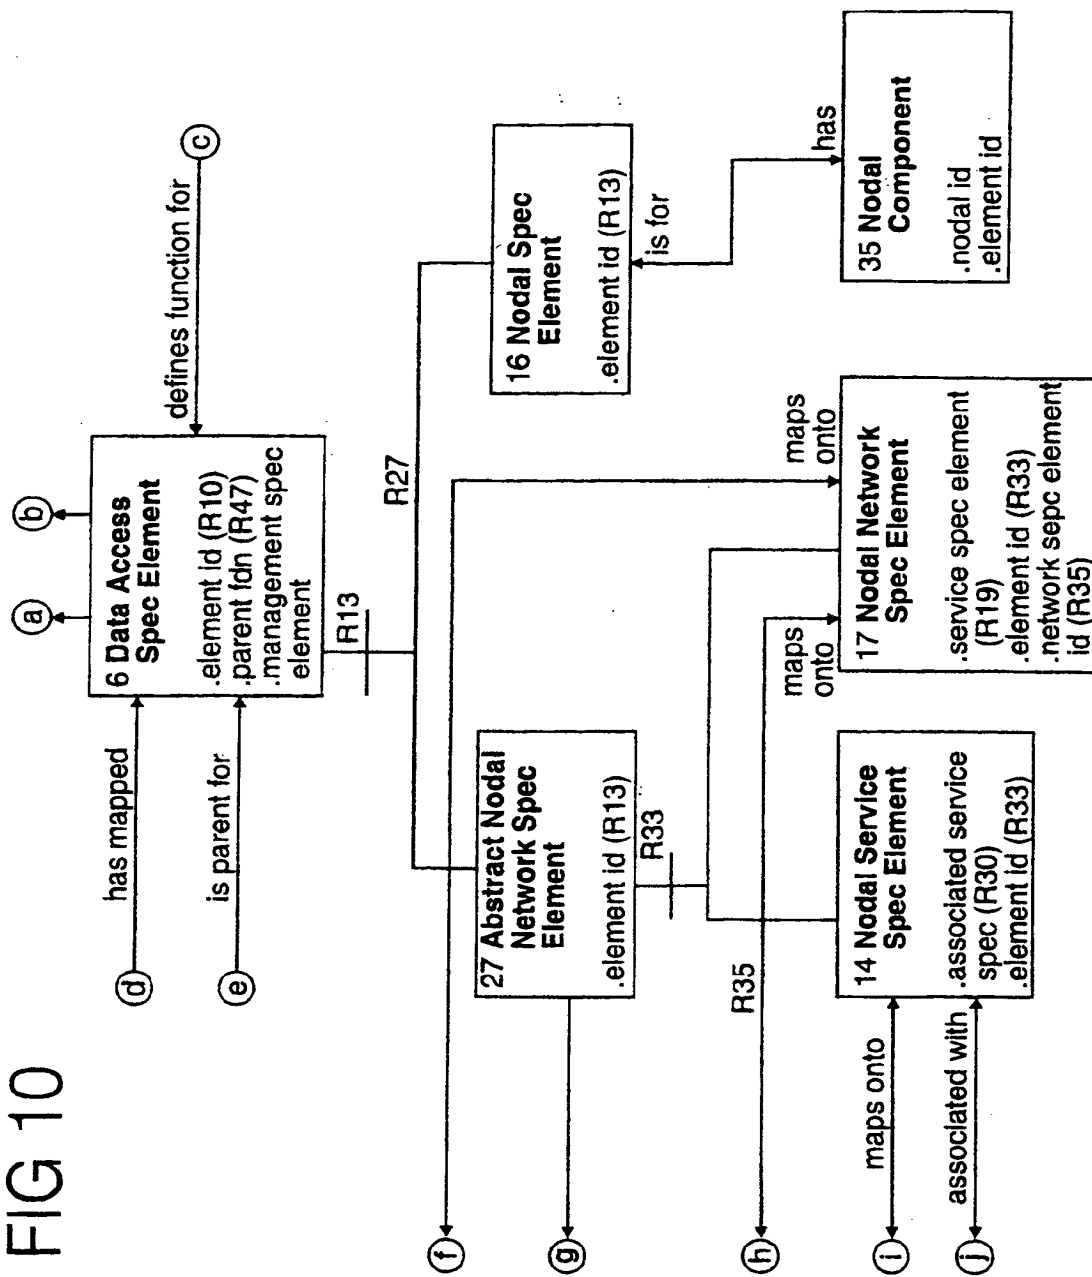 FIG 10
a
b
d
has mapped
6 Data Access
Spec Element
.element id (R10)
.parent fdn (R47)
.management spec
element
defines function for
c
e
is parent for
R13
R27
f
27 Abstract Nodal
Network Spec
Element
.element id (R13)
16 Nodal Spec
Element
.element id (R13)
g
R33
is for
h
R35
maps
onto
maps
onto
has
i
maps onto
j
associated with
14 Nodal Service
Spec Element
.associated service
spec (R30)
.element id (R33)
17 Nodal Network
Spec Element
.service spec element
(R19)
.element id (R33)
.network sepc element
id (R35)
35 Nodal
Component
.nodal id
.element id